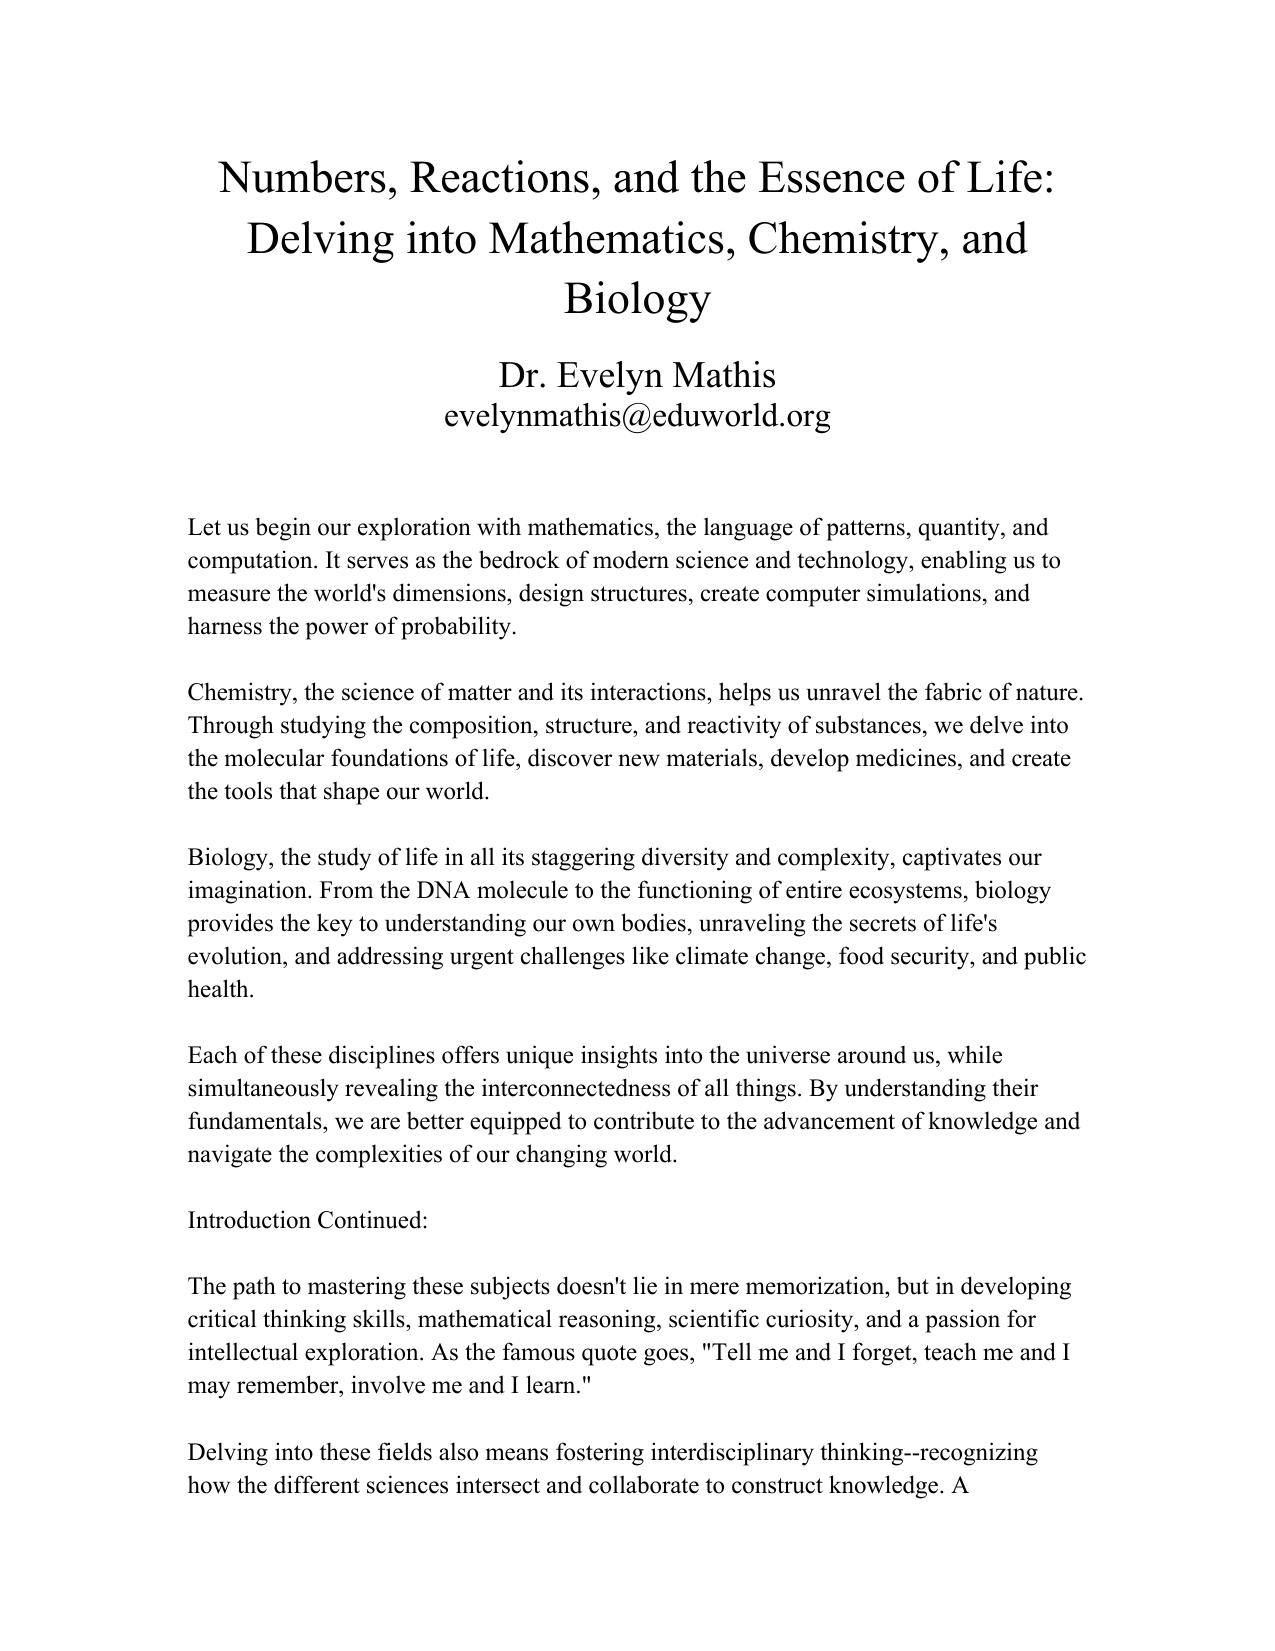 Numbers, Reactions, and the Essence of Life:
Delving into Mathematics, Chemistry, and
Biology
Dr. Evelyn Mathis
evelynmathis@eduworld.org
Let us begin our exploration with mathematics, the language of patterns, quantity, and
computation. It serves as the bedrock of modern science and technology, enabling us to
measure the world's dimensions, design structures, create computer simulations, and
harness the power of probability.
Chemistry, the science of matter and its interactions, helps us unravel the fabric of nature.
Through studying the composition, structure, and reactivity of substances, we delve into
the molecular foundations of life, discover new materials, develop medicines, and create
the tools that shape our world.
Biology, the study of life in all its staggering diversity and complexity, captivates our
imagination. From the DNA molecule to the functioning of entire ecosystems, biology
provides the key to understanding our own bodies, unraveling the secrets of life's
evolution, and addressing urgent challenges like climate change, food security, and public
health.
Each of these disciplines offers unique insights into the universe around us, while
simultaneously revealing the interconnectedness of all things. By understanding their
fundamentals, we are better equipped to contribute to the advancement of knowledge and
navigate the complexities of our changing world.
Introduction Continued:
The path to mastering these subjects doesn't lie in mere memorization, but in developing
critical thinking skills, mathematical reasoning, scientific curiosity, and a passion for
intellectual exploration. As the famous quote goes, "Tell me and I forget, teach me and I
may remember, involve me and I learn."
Delving into these fields also means fostering interdisciplinary thinking--recognizing
how the different sciences intersect and collaborate to construct knowledge. A